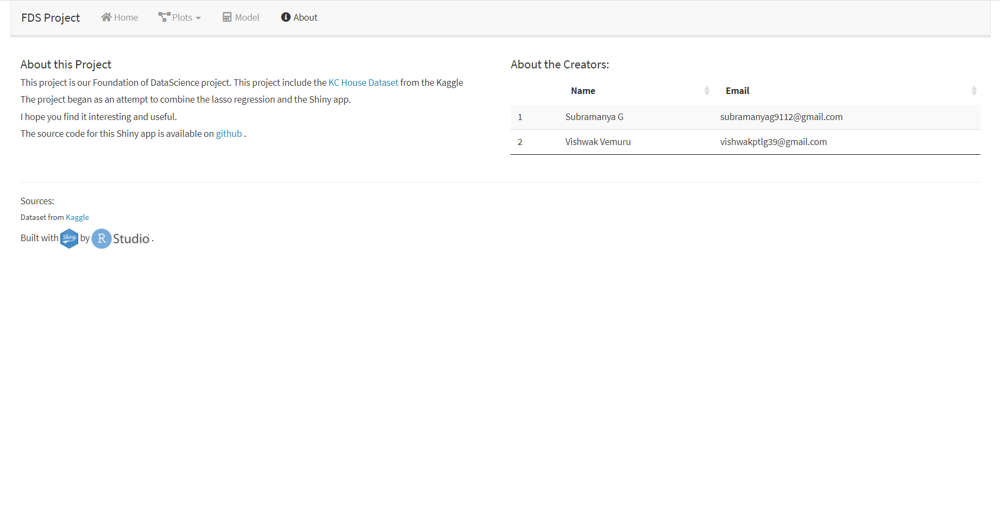 FDS Project Home Plots Model About
About this Project
This project is our Foundation of DataScience project. This project include the KC House Dataset from the Kaggle
The project began as an attempt to combine the lasso regression and the Shiny app.
I hope you find it interesting and useful.
The source code for this Shiny app is available on github .
About the Creators:
Name Email
1 Subramanya G subramanyag9112@gmail.com
2 Vishwak Vemuru vishwakptlg39@gmail.com
Sources:
Dataset from Kaggle
Built with Shiny by R Studio .